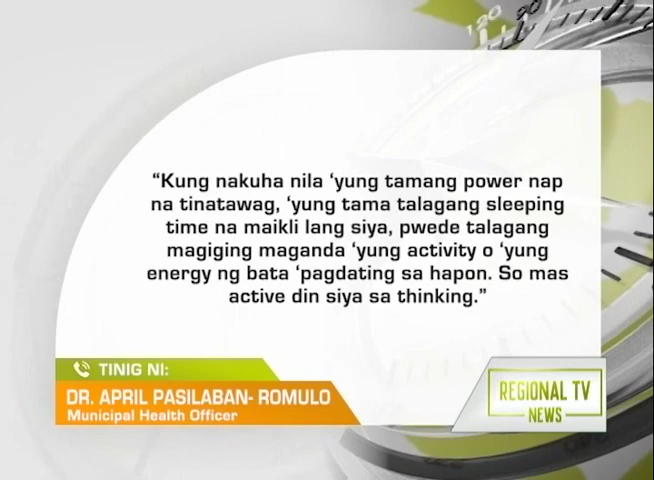 “Kung nakuha nila ‘yung tamang power nap
na tinatawag, ‘yung tama talagang sleeping
time na maikli lang siya, pwede talagang
magiging maganda ‘yung activity o ‘yung
energy ng bata ‘pagdating sa hapon. So mas
active din siya sa thinking.”
TINIG NI:
DR. APRIL PASILABAN- ROMULO
Municipal Health Officer
REGIONAL TV
NEWS